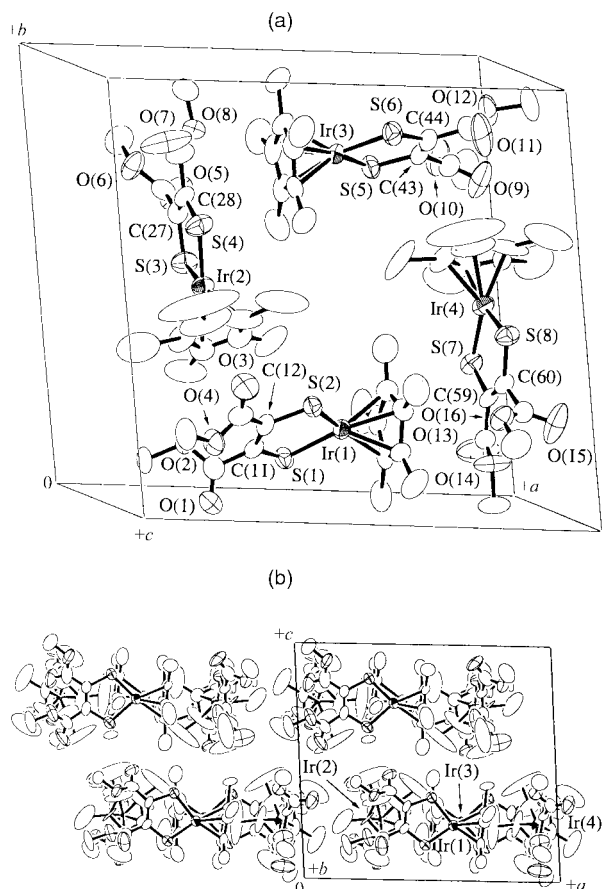 (a)
+b
O(7)
O(8)
O(6)
O(5)
C(28)
C(27)
S(4)
S(3)
Ir(2)
Ir(3)
S(6)
C(44)
O(12)
O(11)
S(5)
C(43)
O(9)
O(10)
Ir(4)
S(8)
S(7)
C(60)
C(59)
O(16)
O(13)
O(15)
O(14)
O(3)
C(12)
S(2)
O(4)
Ir(1)
O(2)
C(11)
S(1)
O(1)
0
+c
+a
(b)
+c
Ir(2)
Ir(3)
Ir(4)
Ir(1)
+b
0
+a